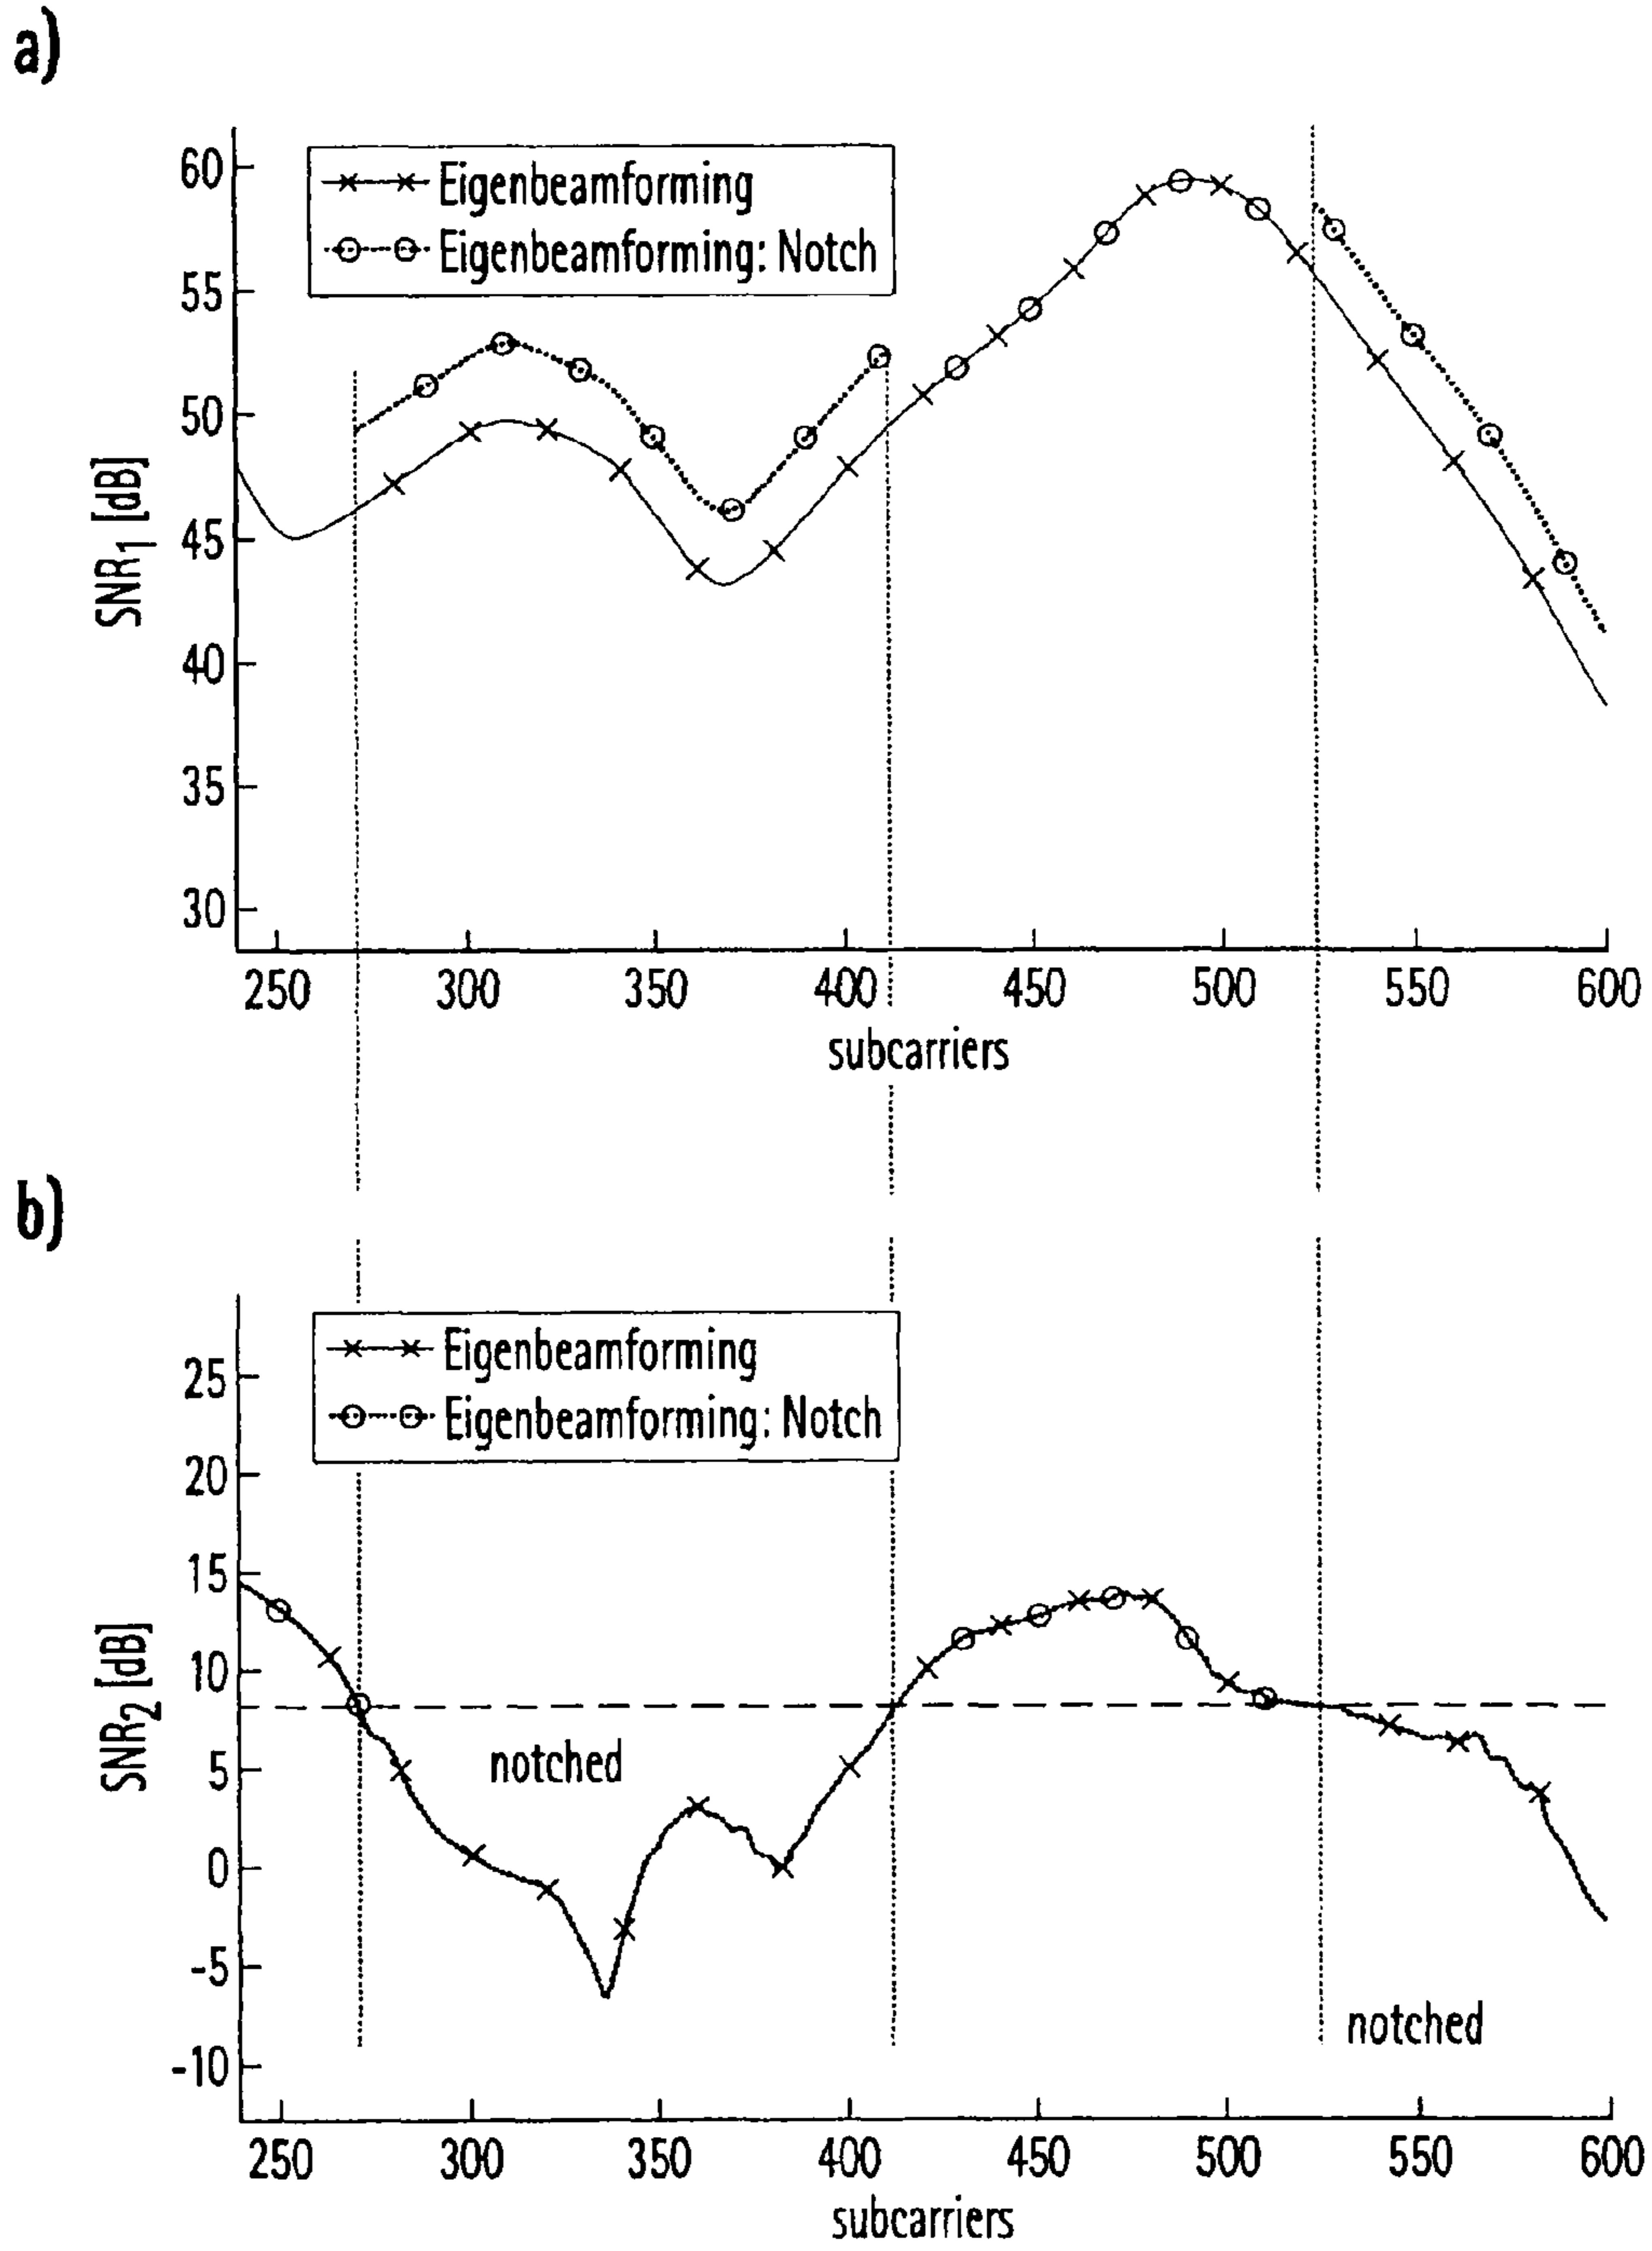 a)
Eigenbeamforming
Eigenbeamforming: Notch
60
55
50
45
40
35
30
SNR1 [dB]
250 300 350 400 450 500 550 600
subcarriers
b)
Eigenbeamforming
Eigenbeamforming: Notch
25
20
15
10
5
0
-5
-10
SNR2 [dB]
notched
notched
250 300 350 400 450 500 550 600
subcarriers